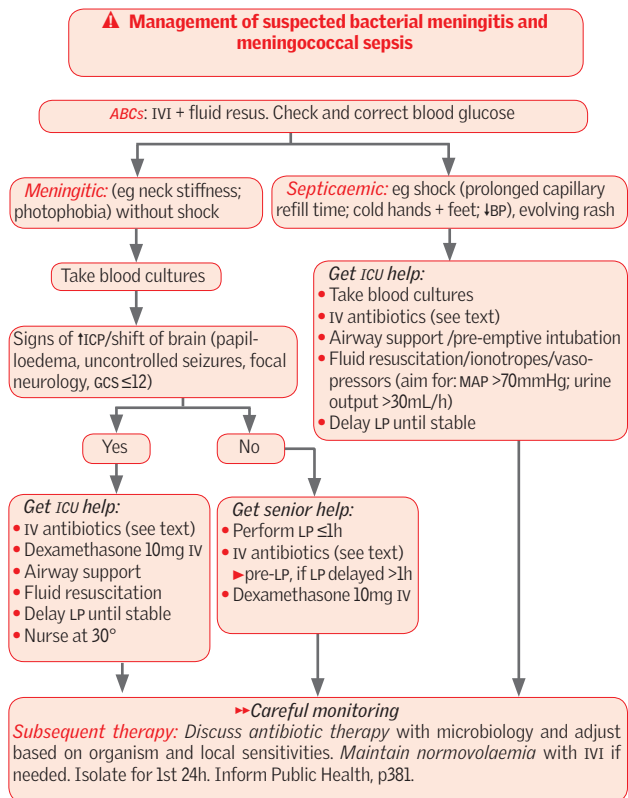 ⚠ Management of suspected bacterial meningitis and
meningococcal sepsis
ABCs: IVI + fluid resus. Check and correct blood glucose
Meningitic: (eg neck stiffness;
photophobia) without shock
Septicaemic: eg shock (prolonged capillary
refill time; cold hands + feet; ↓BP), evolving rash
Take blood cultures
Signs of ↑ICP/shift of brain (papil-
loedema, uncontrolled seizures, focal
neurology, GCS ≤12)
Get ICU help:
• Take blood cultures
• IV antibiotics (see text)
• Airway support /pre-emptive intubation
• Fluid resuscitation/ionotropes/vaso-
pressors (aim for: MAP >70mmHg; urine
output >30mL/h)
• Delay LP until stable
Yes
No
Get ICU help:
• IV antibiotics (see text)
• Dexamethasone 10mg IV
• Airway support
• Fluid resuscitation
• Delay LP until stable
• Nurse at 30°
Get senior help:
• Perform LP ≤1h
• IV antibiotics (see text)
▶pre-LP, if LP delayed >1h
• Dexamethasone 10mg IV
▶▶Careful monitoring
Subsequent therapy: Discuss antibiotic therapy with microbiology and adjust
based on organism and local sensitivities. Maintain normovolaemia with IVI if
needed. Isolate for 1st 24h. Inform Public Health, p381.